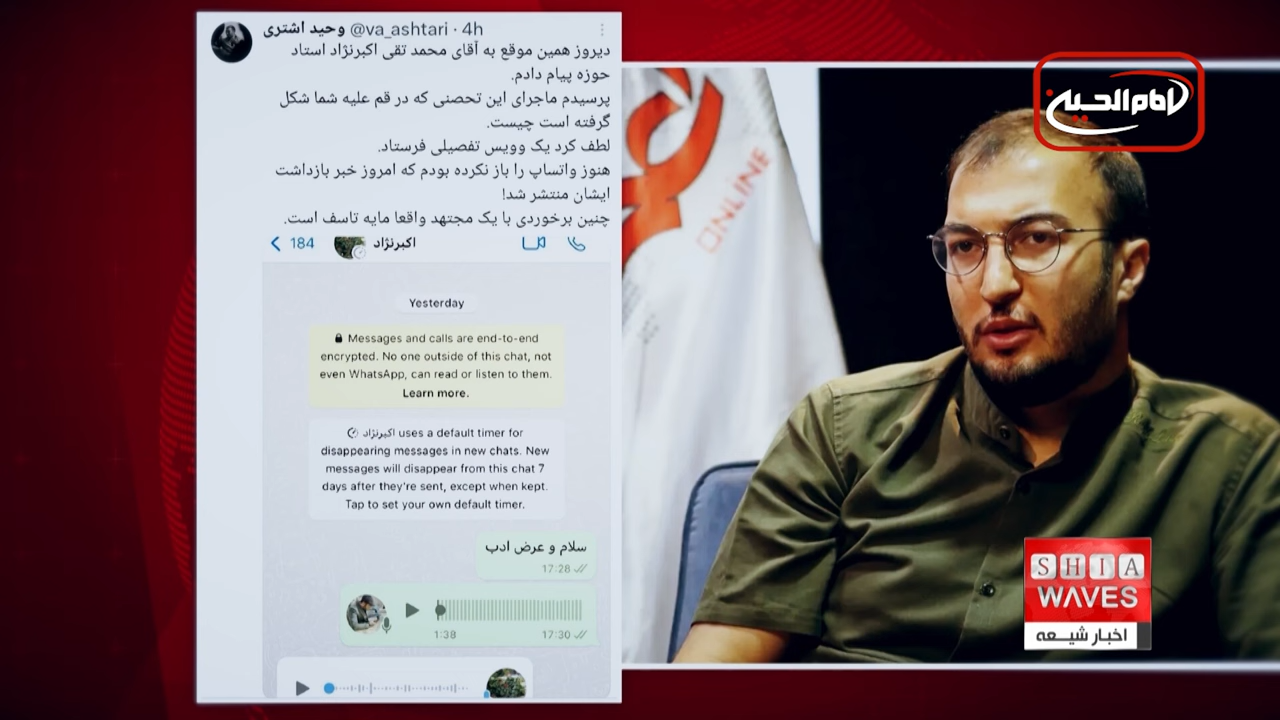 وحید اشتری @va_ashtari · 4h
دیروز همین موقع به آقای محمد تقی اکبرنژاد استاد
حوزه پیام دادم.
پرسیدم ماجرای این تحصنی که در قم علیه شما شکل
گرفته است چیست.
لطف کرد یک وویس تفصیلی فرستاد.
هنوز واتساپ را باز نکرده بودم که امروز خبر بازداشت
ایشان منتشر شد!
چنین برخوردی با یک مجتهد واقعا مایه تاسف است.
184 اکبرنژاد
Yesterday
Messages and calls are end-to-end
encrypted. No one outside of this chat, not
even WhatsApp, can read or listen to them.
Learn more.
اکبرنژاد uses a default timer for
disappearing messages in new chats. New
messages will disappear from this chat 7
days after they're sent, except when kept.
Tap to set your own default timer.
سلام و عرض ادب
17:28
1:38 17:30
ONLINE
امام الحسین
SHIA
WAVES
اخبار شیعه